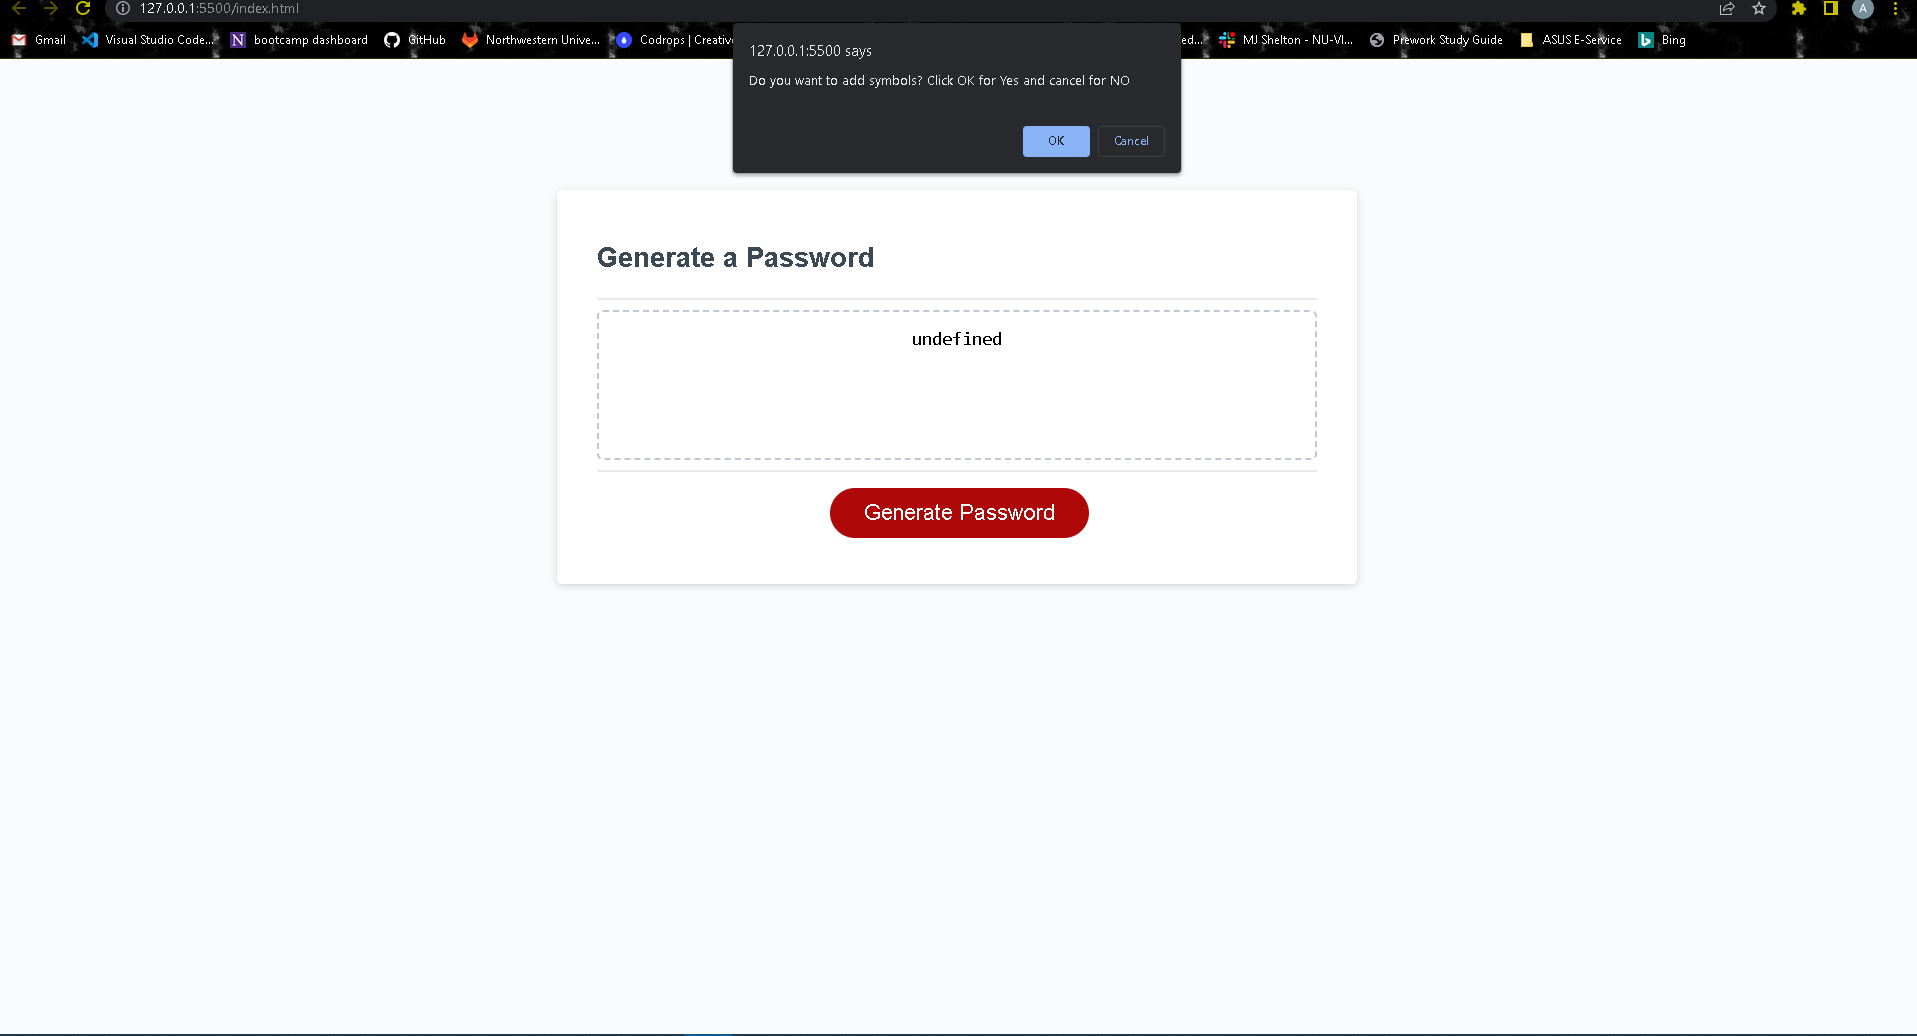 127.0.0.1:5500/index.html
Gmail Visual Studio Code... bootcamp dashboard GitHub Northwestern Unive... Codrops | Creativ ed... MJ Shelton - NU-VI... Prework Study Guide ASUS E-Service Bing
127.0.0.1:5500 says
Do you want to add symbols? Click OK for Yes and cancel for NO
OK Cancel
Generate a Password
undefined
Generate Password